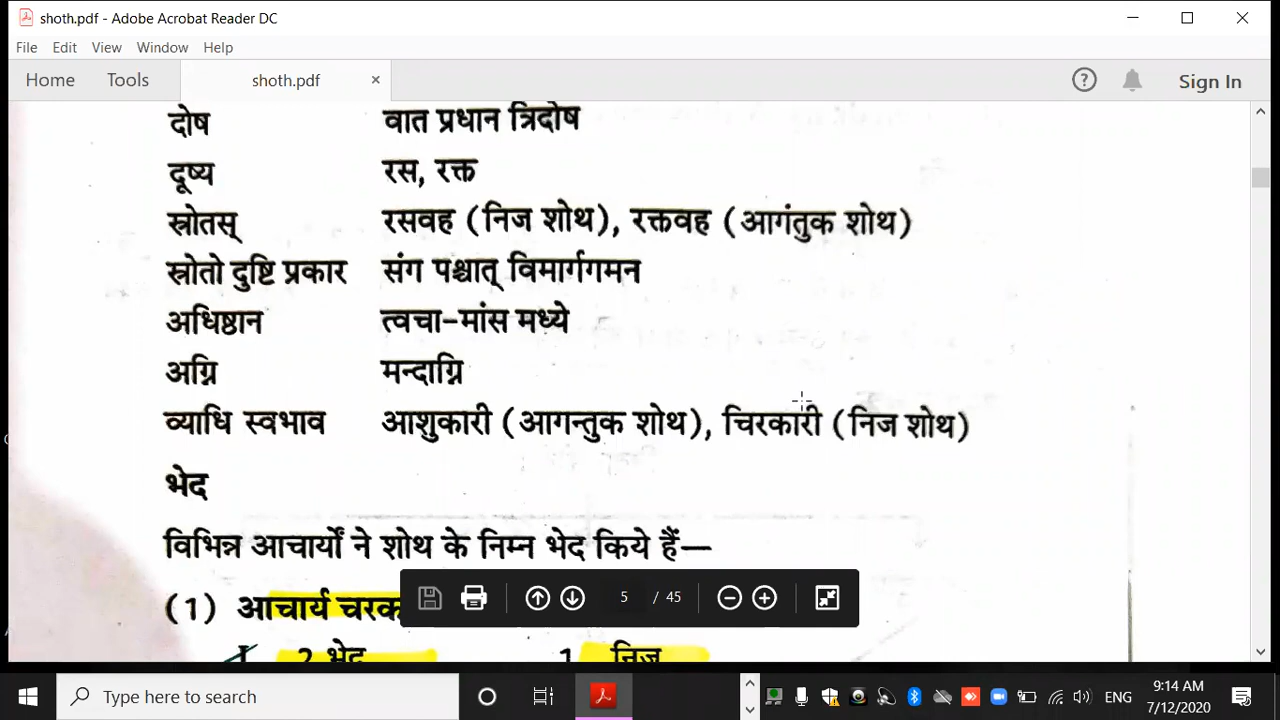 shoth.pdf - Adobe Acrobat Reader DC
File Edit View Window Help
Home Tools shoth.pdf × ? Sign In
दोष वात प्रधान त्रिदोष
दूष्य रस, रक्त
स्त्रोतस् रसवह (निज शोथ), रक्तवह (आगंतुक शोथ)
स्त्रोतो दुष्टि प्रकार संग पश्चात् विमार्गगमन
अधिष्ठान त्वचा-मांस मध्ये
अग्नि मन्दाग्नि
व्याधि स्वभाव आशुकारी (आगन्तुक शोथ), चिरकारी (निज शोथ)
भेद
विभिन्न आचार्यों ने शोथ के निम्न भेद किये हैं—
(1) आचार्य चरक
5 / 45
I 2 भेद 1 निज
Type here to search
ENG
9:14 AM
7/12/2020